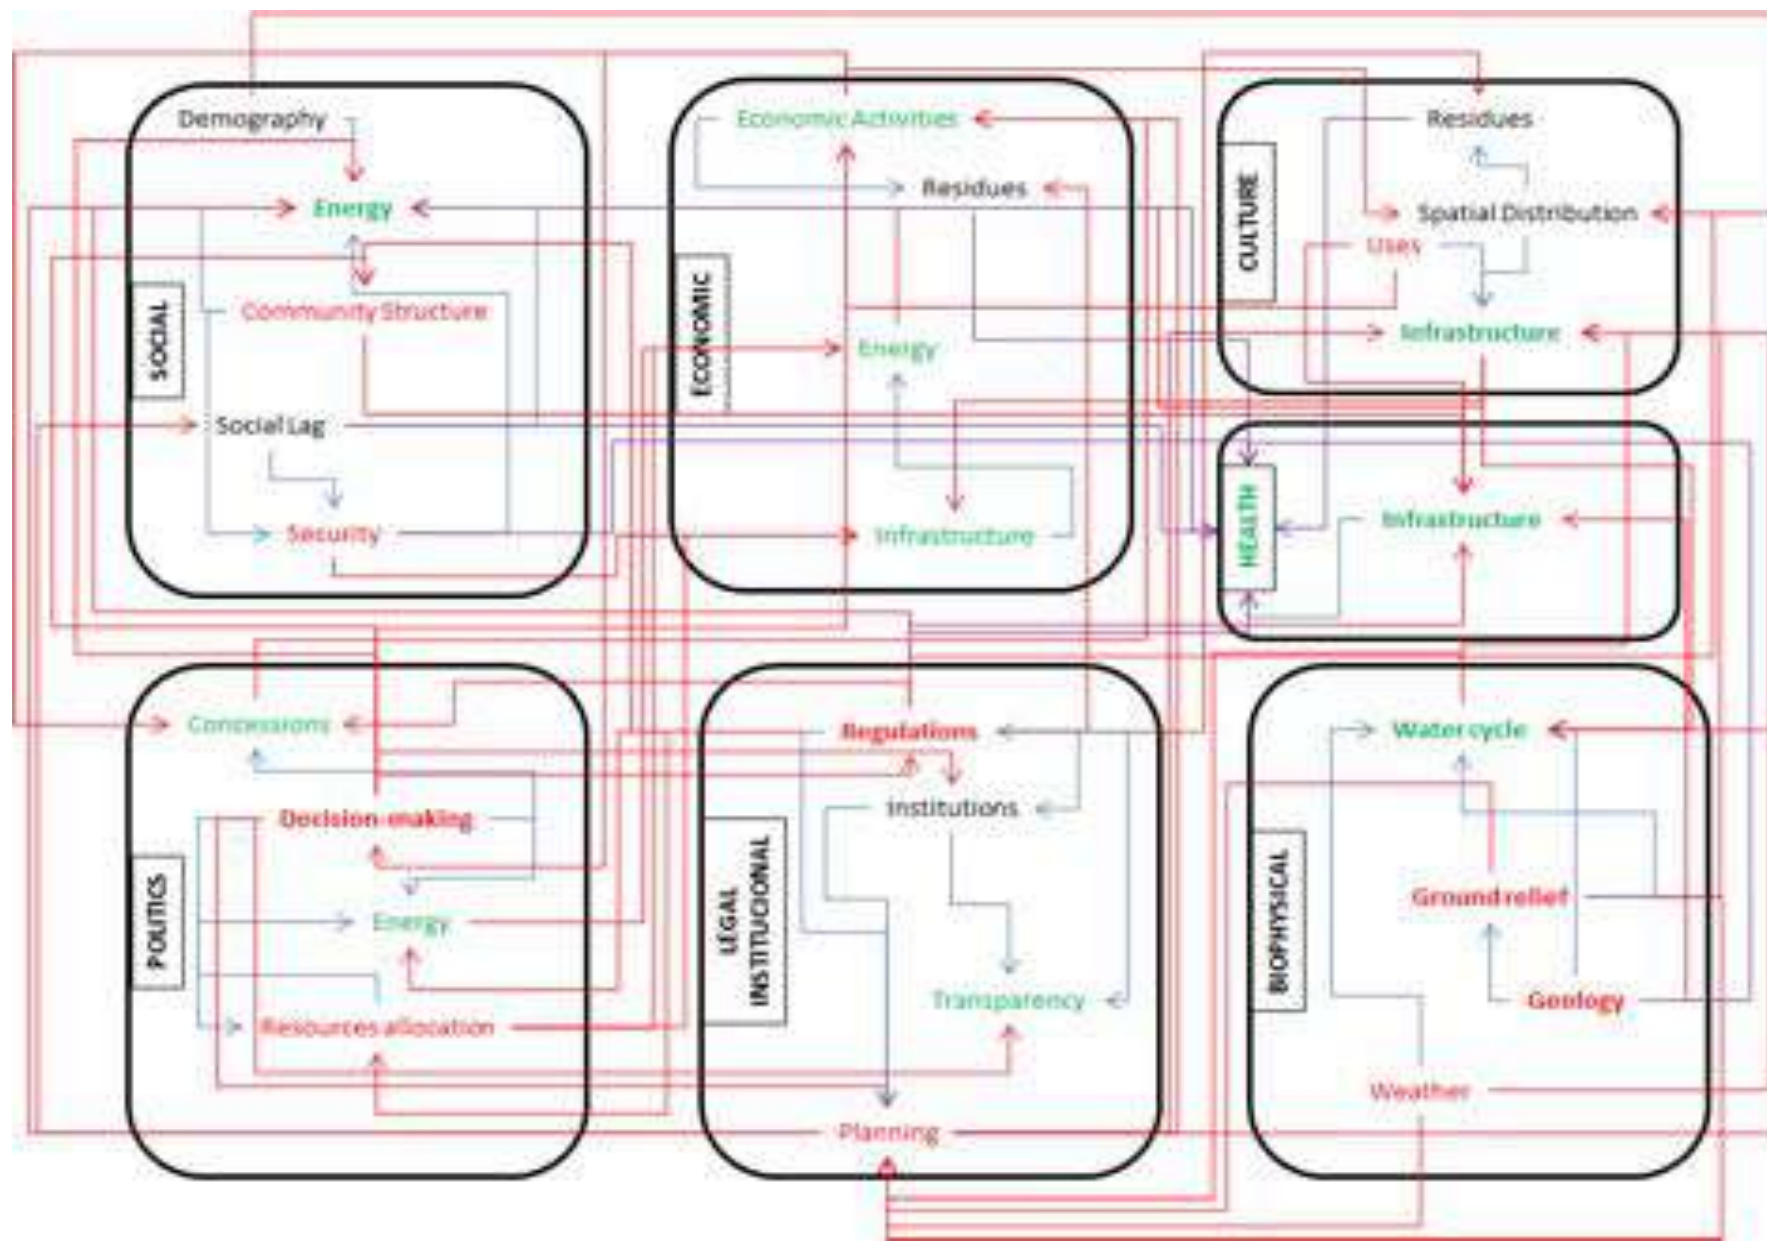 Demography
Energy
Community Structure
Social Lag
Security
SOCIAL
Economic Activities
Residues
Energy
Infrastructure
ECONOMIC
Residues
Spatial Distribution
Uses
Infrastructure
CULTURE
Infrastructure
HEALTH
Concessions
Decision-making
Energy
Resources allocation
POLITICS
Regulations
Institutions
Transparency
Planning
LEGAL
INSTITUCIONAL
Water cycle
Ground relief
Geology
Weather
BIOPHYSICAL